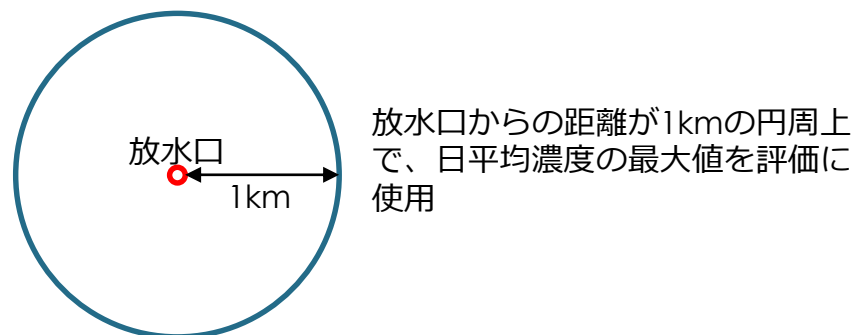 放水口
1km
放水口からの距離が1kmの円周上
で、日平均濃度の最大値を評価に
使用